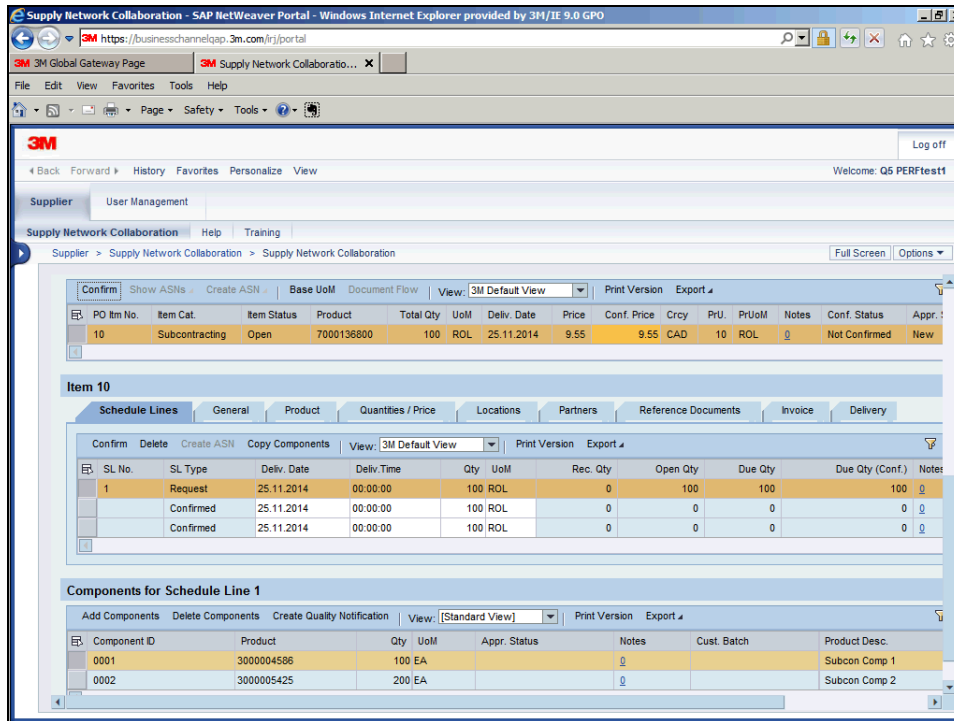 Supply Network Collaboration - SAP NetWeaver Portal - Windows Internet Explorer provided by 3M/IE 9.0 GPO
3M https://businesschannelqap.3m.com/irj/portal
3M 3M Global Gateway Page 3M Supply Network Collaboratio... X
File Edit View Favorites Tools Help
Page Safety Tools
3M Log off
Back Forward History Favorites Personalize View Welcome: Q5 PERFtest1
Supplier User Management
Supply Network Collaboration Help Training
Supplier > Supply Network Collaboration > Supply Network Collaboration Full Screen Options
Confirm Show ASNs Create ASN Base UoM Document Flow View: 3M Default View Print Version Export
PO Itm No. Item Cat. Item Status Product Total Qty UoM Deliv. Date Price Conf. Price Crcy PrU. PrUoM Notes Conf. Status Appr.
10 Subcontracting Open 7000136800 100 ROL 25.11.2014 9.55 9.55 CAD 10 ROL 0 Not Confirmed New
Item 10
Schedule Lines General Product Quantities / Price Locations Partners Reference Documents Invoice Delivery
Confirm Delete Create ASN Copy Components View: 3M Default View Print Version Export
SL No. SL Type Deliv. Date Deliv.Time Qty UoM Rec. Qty Open Qty Due Qty Due Qty (Conf.) Notes
1 Request 25.11.2014 00:00:00 100 ROL 0 100 100 100 0
Confirmed 25.11.2014 00:00:00 100 ROL 0 0 0 0 0
Confirmed 25.11.2014 00:00:00 100 ROL 0 0 0 0 0
Components for Schedule Line 1
Add Components Delete Components Create Quality Notification View: [Standard View] Print Version Export
Component ID Product Qty UoM Appr. Status Notes Cust. Batch Product Desc.
0001 3000004586 100 EA 0 Subcon Comp 1
0002 3000005425 200 EA 0 Subcon Comp 2